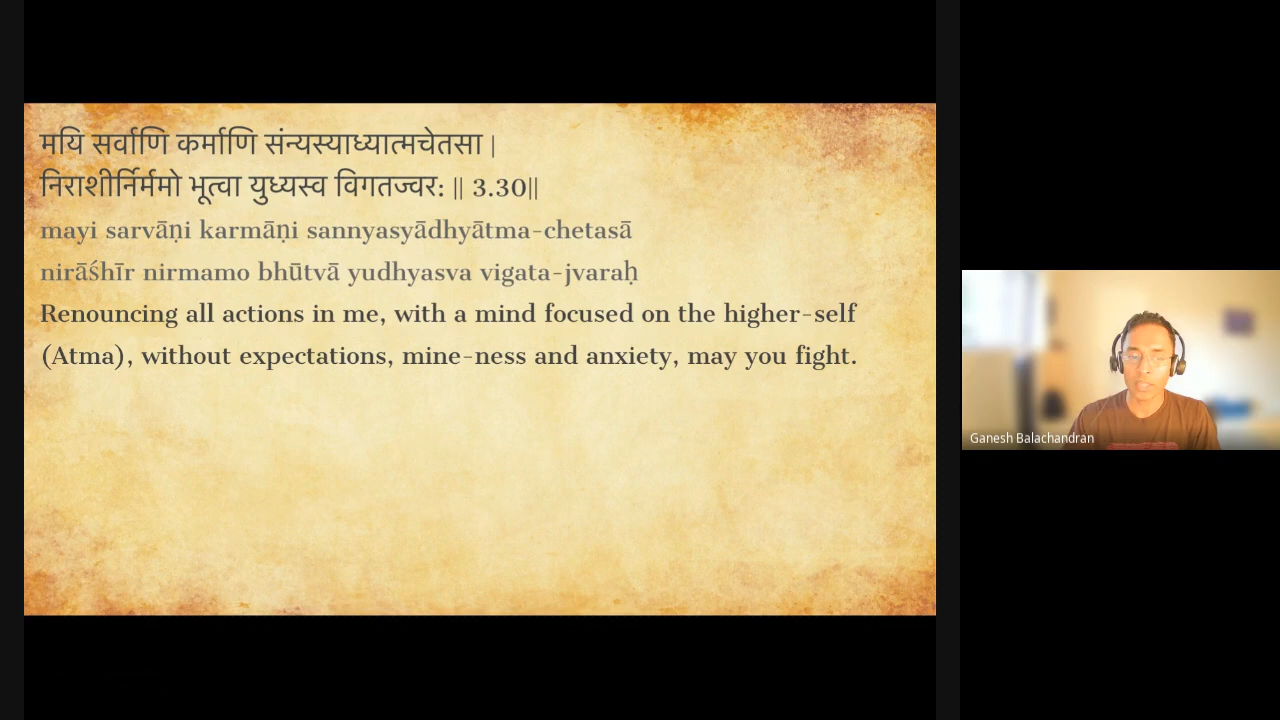 मयि सर्वाणि कर्माणि संन्यस्याध्यात्मचेतसा |
निराशीर्निर्ममो भूत्वा युध्यस्व विगतज्वर: || 3.30||
mayi sarvāṇi karmāṇi sannyasyādhyātma-chetasā
nirāśhīr nirmamo bhūtvā yudhyasva vigata-jvaraḥ
Renouncing all actions in me, with a mind focused on the higher-self
(Atma), without expectations, mine-ness and anxiety, may you fight.
Ganesh Balachandran